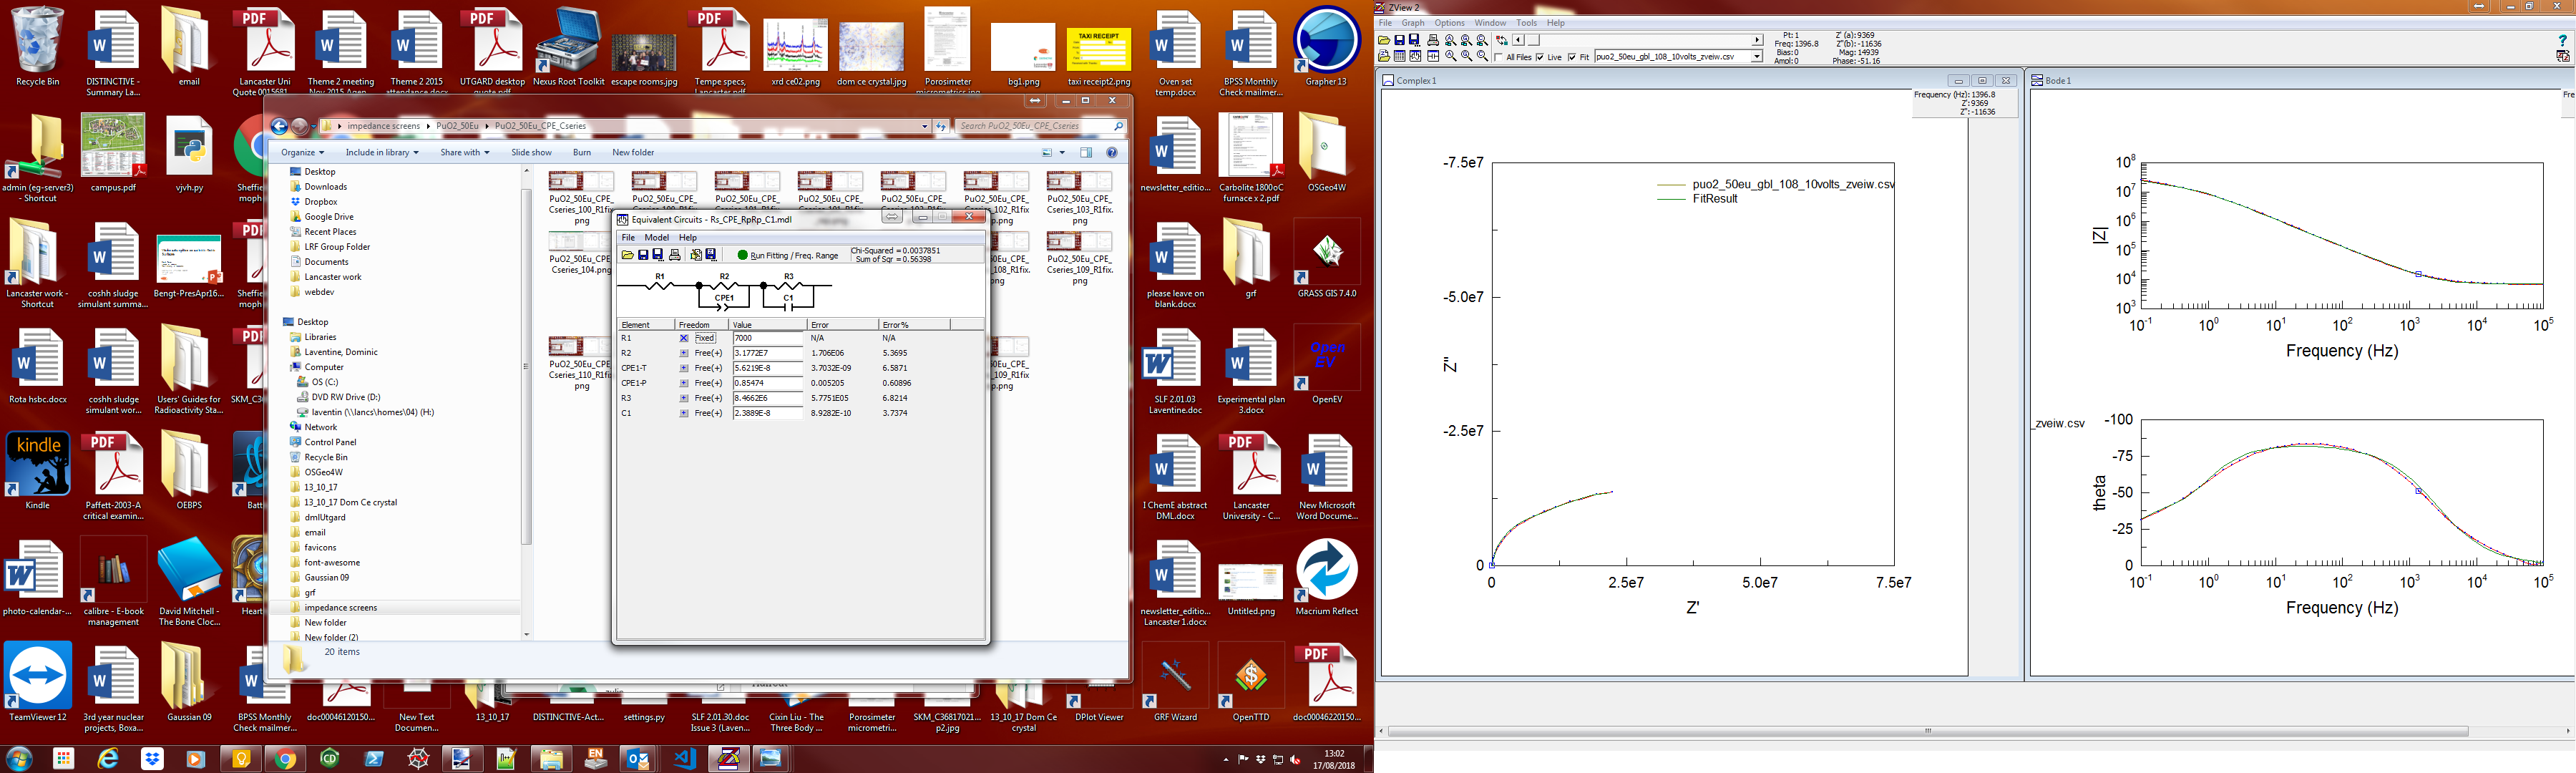 Recycle Bin
DISTINCTIVE - Summary La...
email
Lancaster Uni Quote 0015681...
Theme 2 meeting
Theme 2 2015
UTGARD desktop
Nexus Root Toolkit
escape rooms.jpg
Tempe specs,
xrd ce02.png
dom ce crystal.jpg
Porosimeter
bg1.png
TAXI RECEIPT
taxi receipt2.png
Oven set temp.docx
BPSS Monthly Check mailmer...
Grapher 13
admin (eg-server3) - Shortcut
campus.pdf
vjvh.py
newsletter_editio...
Carbolite 1800oC furnace x 2.pdf
OSGeo4W
Lancaster work - Shortcut
coshh sludge simulant summa...
Bengt-PresApr16...
please leave on blank.docx
grf
GRASS GIS 7.4.0
Rota hsbc.docx
coshh sludge simulant wor...
Users' Guides for Radioactivity Sta...
SLF 2.01.03 Laventine.doc
Experimental plan 3.docx
Open EV
OpenEV
kindle
Kindle
Paffett-2003-A critical examin...
OEBPS
I ChemE abstract DML.docx
Lancaster University - C...
New Microsoft Word Docume...
photo-calendar-...
calibre - E-book management
David Mitchell - The Bone Cloc...
newsletter_editio... Lancaster 1.docx
Untitled.png
Macrium Reflect
TeamViewer 12
3rd year nuclear projects, Boxa...
Gaussian 09
BPSS Monthly Check mailmer...
doc00046120150...
New Text Documen...
13_10_17
DISTINCTIVE-Act...
settings.py
SLF 2.01.30.doc Issue 3 (Laven...
Cixin Liu - The Three Body ...
Porosimeter micrometri...
SKM_C36817021... p2.jpg
13_10_17 Dom Ce crystal
DPlot Viewer
GRF Wizard
OpenTTD
doc00046220150...
impedance screens
PuO2_50Eu
PuO2_50Eu_CPE_Cseries
Search PuO2_50Eu_CPE_Cseries
Organize
Include in library
Share with
Slide show
Burn
New folder
Desktop
Downloads
Dropbox
Google Drive
Recent Places
LRF Group Folder
Documents
Lancaster work
webdev
Desktop
Libraries
Laventine, Dominic
Computer
OS (C:)
DVD RW Drive (D:)
laventin (\\lancs\homes\04) (H:)
Network
Control Panel
Recycle Bin
OSGeo4W
13_10_17
13_10_17 Dom Ce crystal
dmlUtgard
email
favicons
font-awesome
Gaussian 09
grf
impedance screens
New folder
New folder (2)
20 items
PuO2_50Eu_CPE_Cseries_104.png
PuO2_50Eu_CPE_Cseries_103_R1fix.png
PuO2_50Eu_CPE_Cseries_109_R1fix.png
PuO2_50Eu_CPE_Cseries_110_R1fix.png
Equivalent Circuits - Rs_CPE_RpRp_C1.mdl
File Model Help
Run Fitting / Freq. Range
Chi-Squared = 0.0037851
Sum of Sqr = 0.56398
R1 R2 R3
CPE1 C1
Element Freedom Value Error Error%
R1 Fixed 7000 N/A N/A
R2 Free(+) 3.1772E7 1.706E06 5.3695
CPE1-T Free(+) 5.6219E-8 3.7032E-09 6.5871
CPE1-P Free(+) 0.85474 0.005205 0.60896
R3 Free(+) 8.4662E6 5.7751E05 6.8214
C1 Free(+) 2.3889E-8 8.9282E-10 3.7374
13:02
17/08/2018
ZView 2
File Graph Options Window Tools Help
All Files Live Fit puo2_50eu_gbl_108_10volts_zveiw.csv
Pt: 1
Freq: 1396.8
Bias: 0
Ampl: 0
Z' (a): 9369
Z''(b): -11636
Mag: 14939
Phase: -51.16
Complex 1
Frequency (Hz): 1396.8
Z': 9369
Z'': -11636
puo2_50eu_gbl_108_10volts_zveiw.csv
FitResult
-7.5e7
-5.0e7
-2.5e7
0
Z''
0 2.5e7 5.0e7 7.5e7
Z'
Bode 1
Fre
10^8
10^7
10^6
10^5
10^4
10^3
|Z|
10^-1 10^0 10^1 10^2 10^3 10^4 10^5
Frequency (Hz)
_zveiw.csv
-100
-75
-50
-25
0
theta
10^-1 10^0 10^1 10^2 10^3 10^4 10^5
Frequency (Hz)